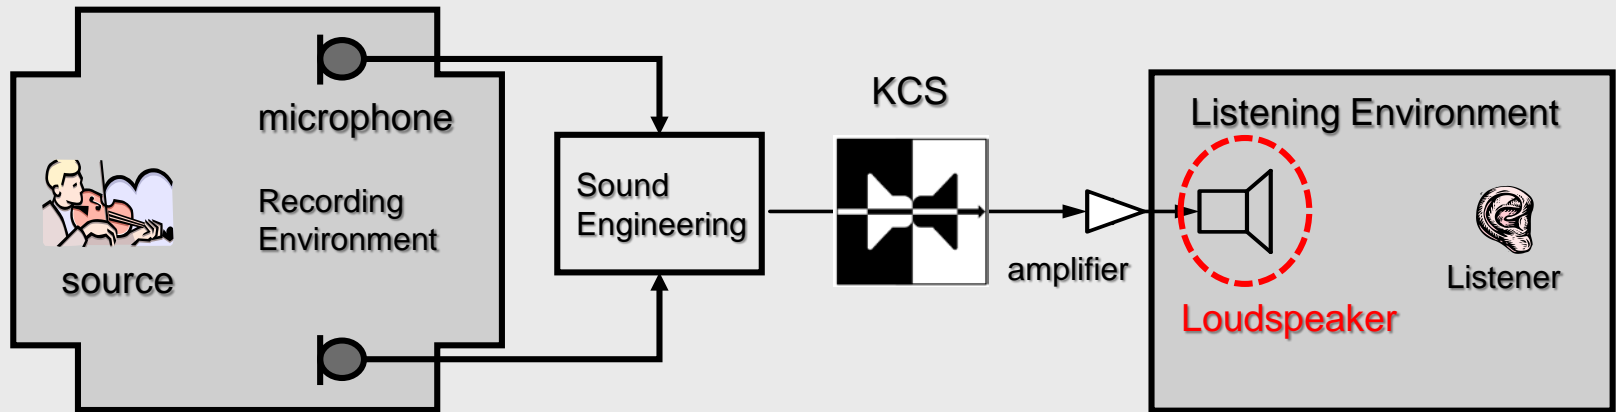 microphone
Recording
Environment
source
Sound
Engineering
KCS
amplifier
Listening Environment
Loudspeaker
Listener